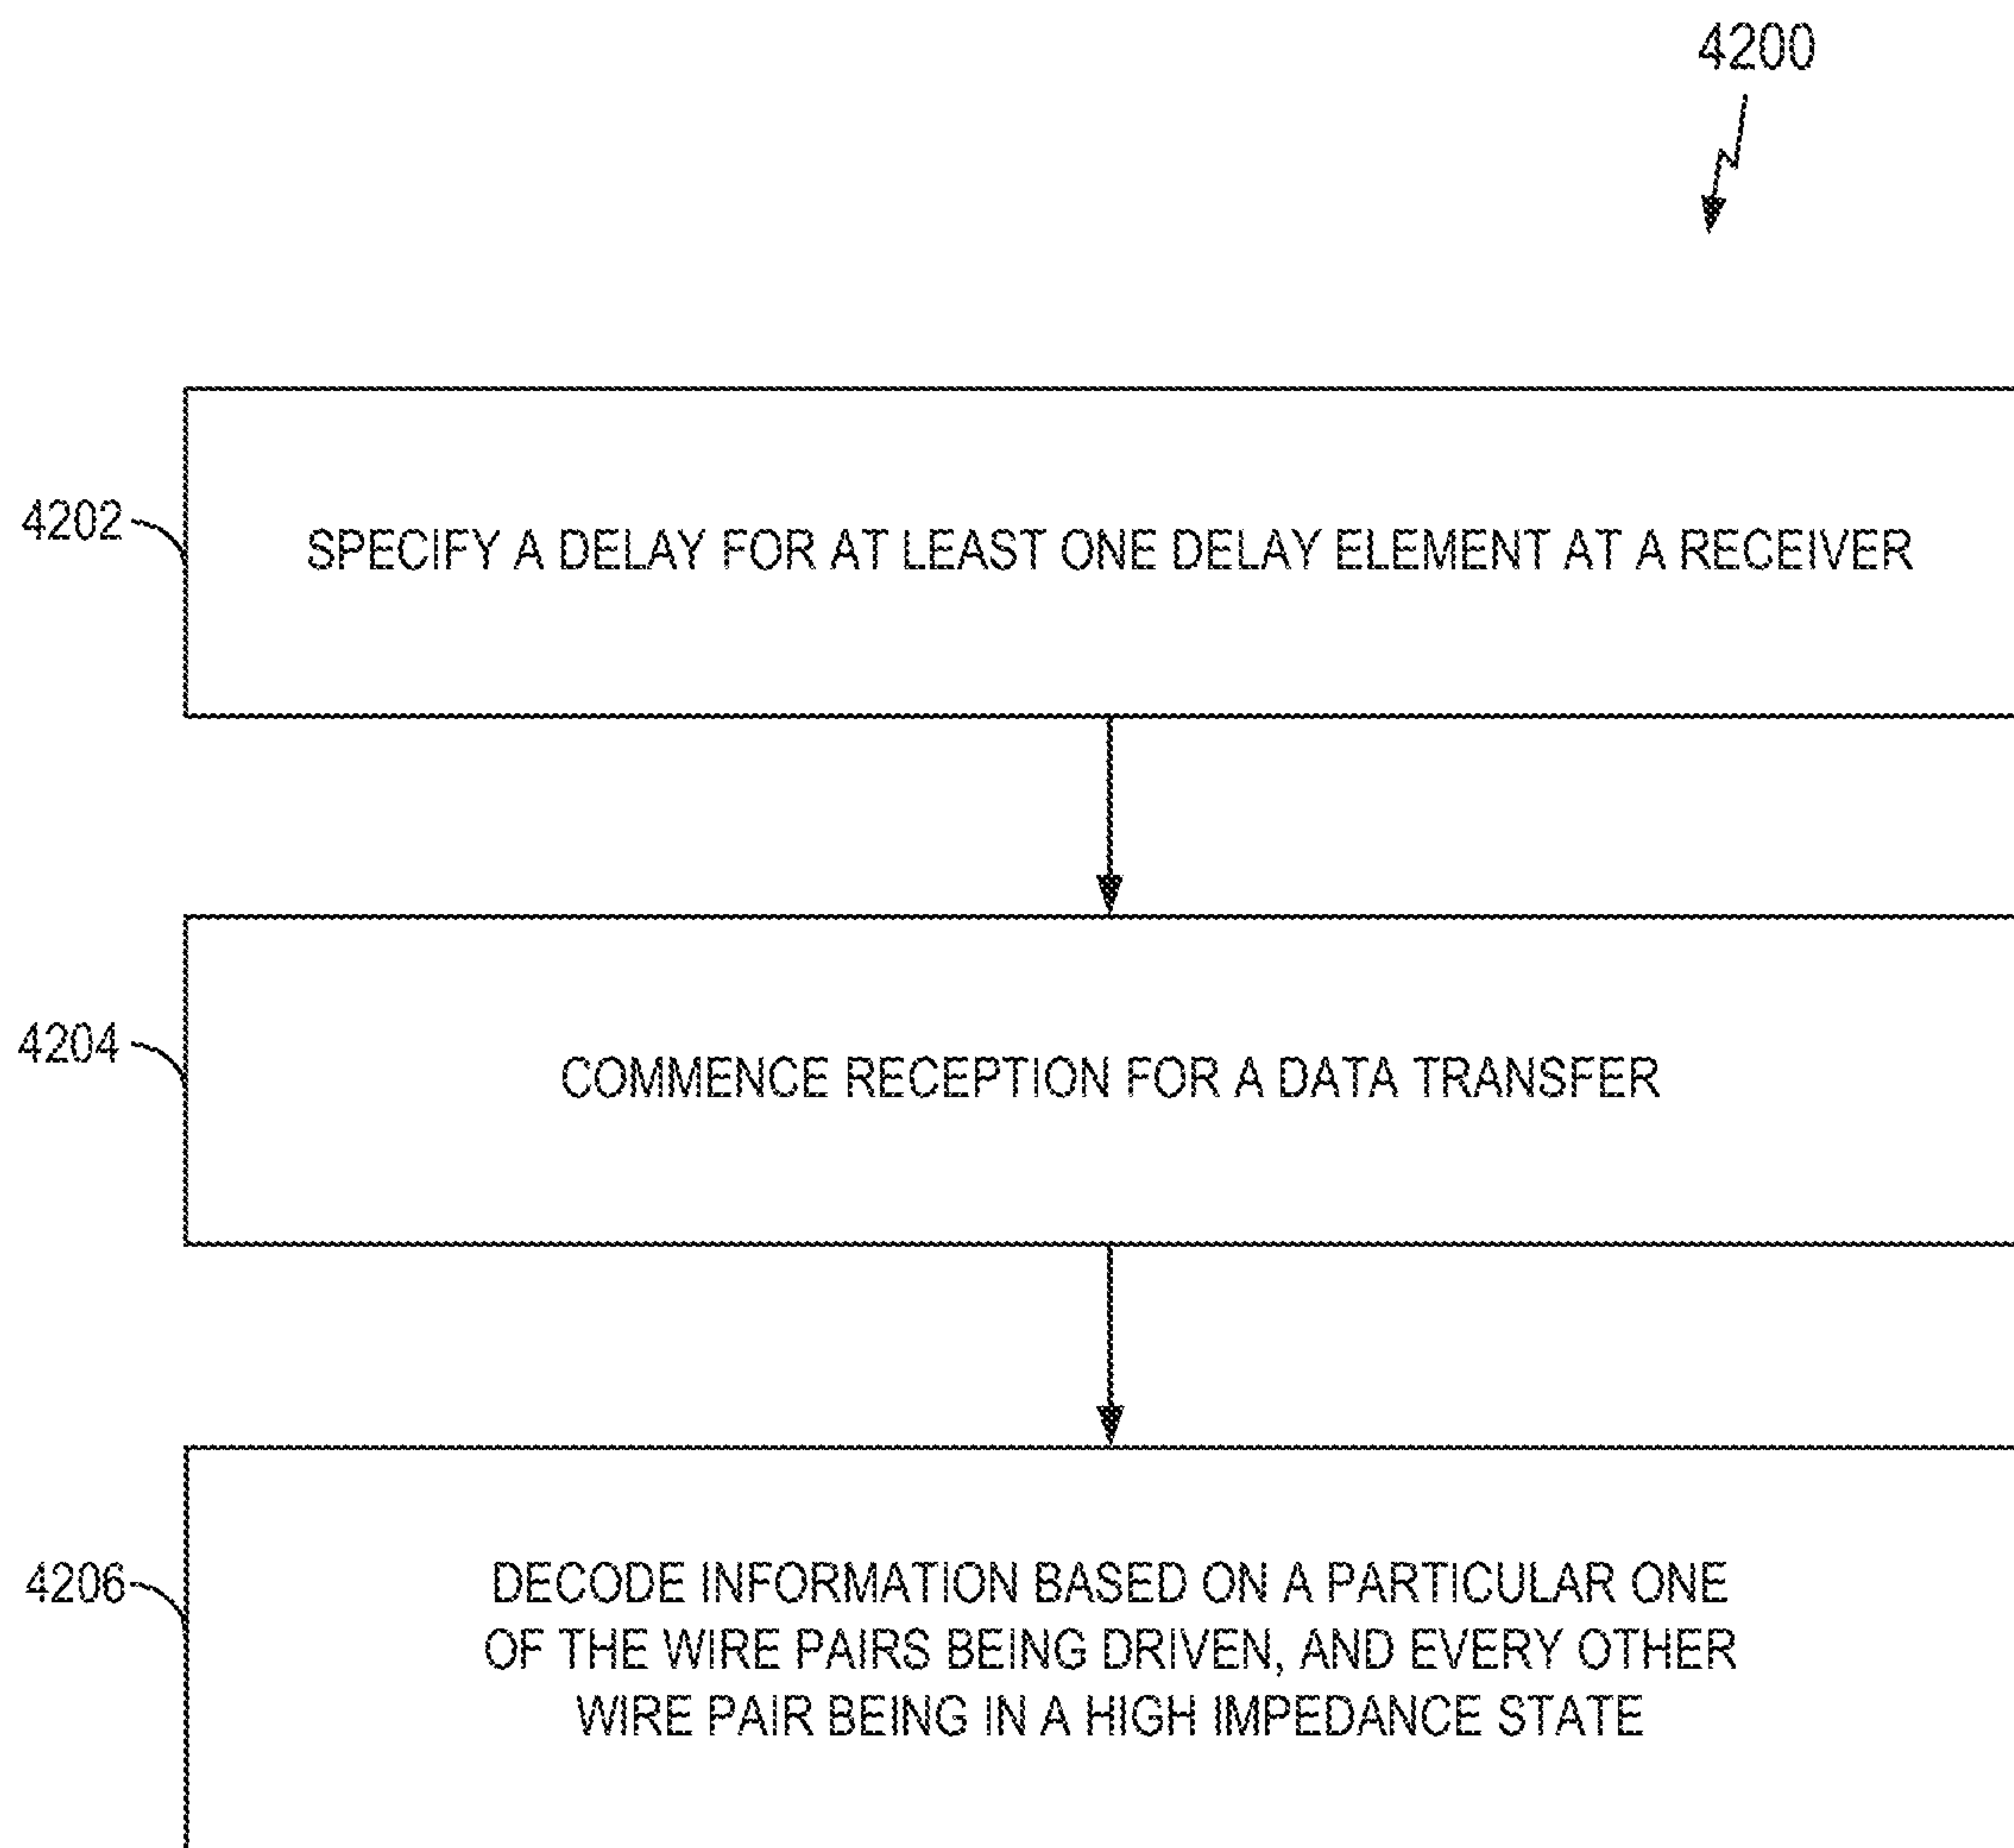 4200
4202
SPECIFY A DELAY FOR AT LEAST ONE DELAY ELEMENT AT A RECEIVER
4204
COMMENCE RECEPTION FOR A DATA TRANSFER
4206
DECODE INFORMATION BASED ON A PARTICULAR ONE
OF THE WIRE PAIRS BEING DRIVEN, AND EVERY OTHER
WIRE PAIR BEING IN A HIGH IMPEDANCE STATE